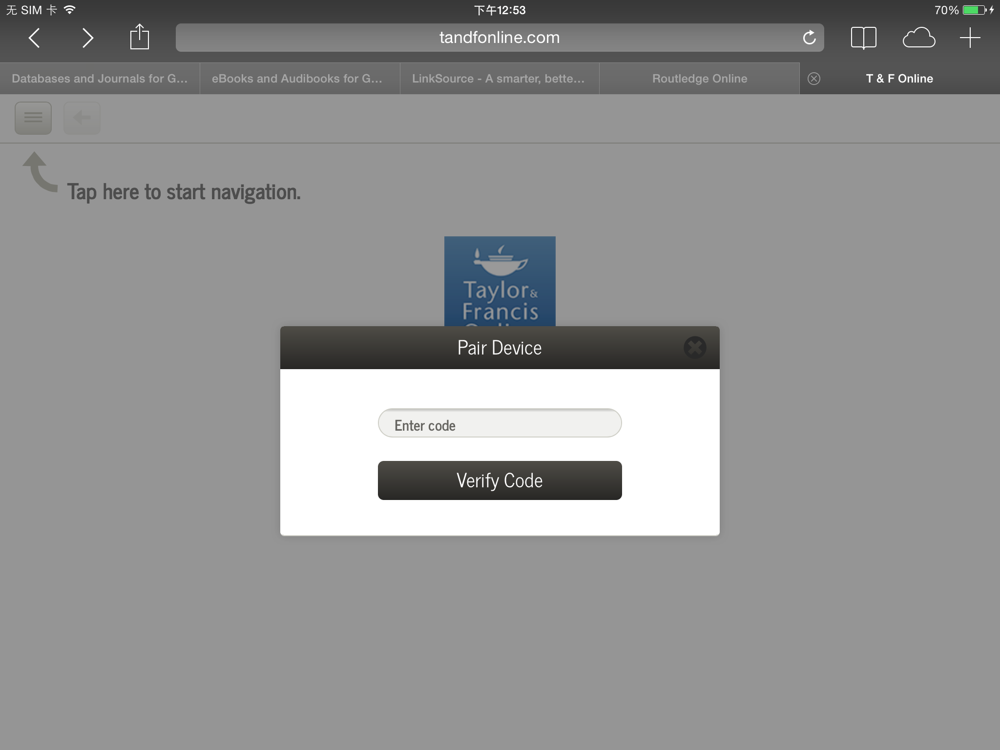 无 SIM 卡
下午12:53
70%
tandfonline.com
Databases and Journals for G...
eBooks and Audibooks for G...
LinkSource - A smarter, bette...
Routledge Online
T & F Online
Tap here to start navigation.
Taylor &
Francis
Pair Device
Enter code
Verify Code